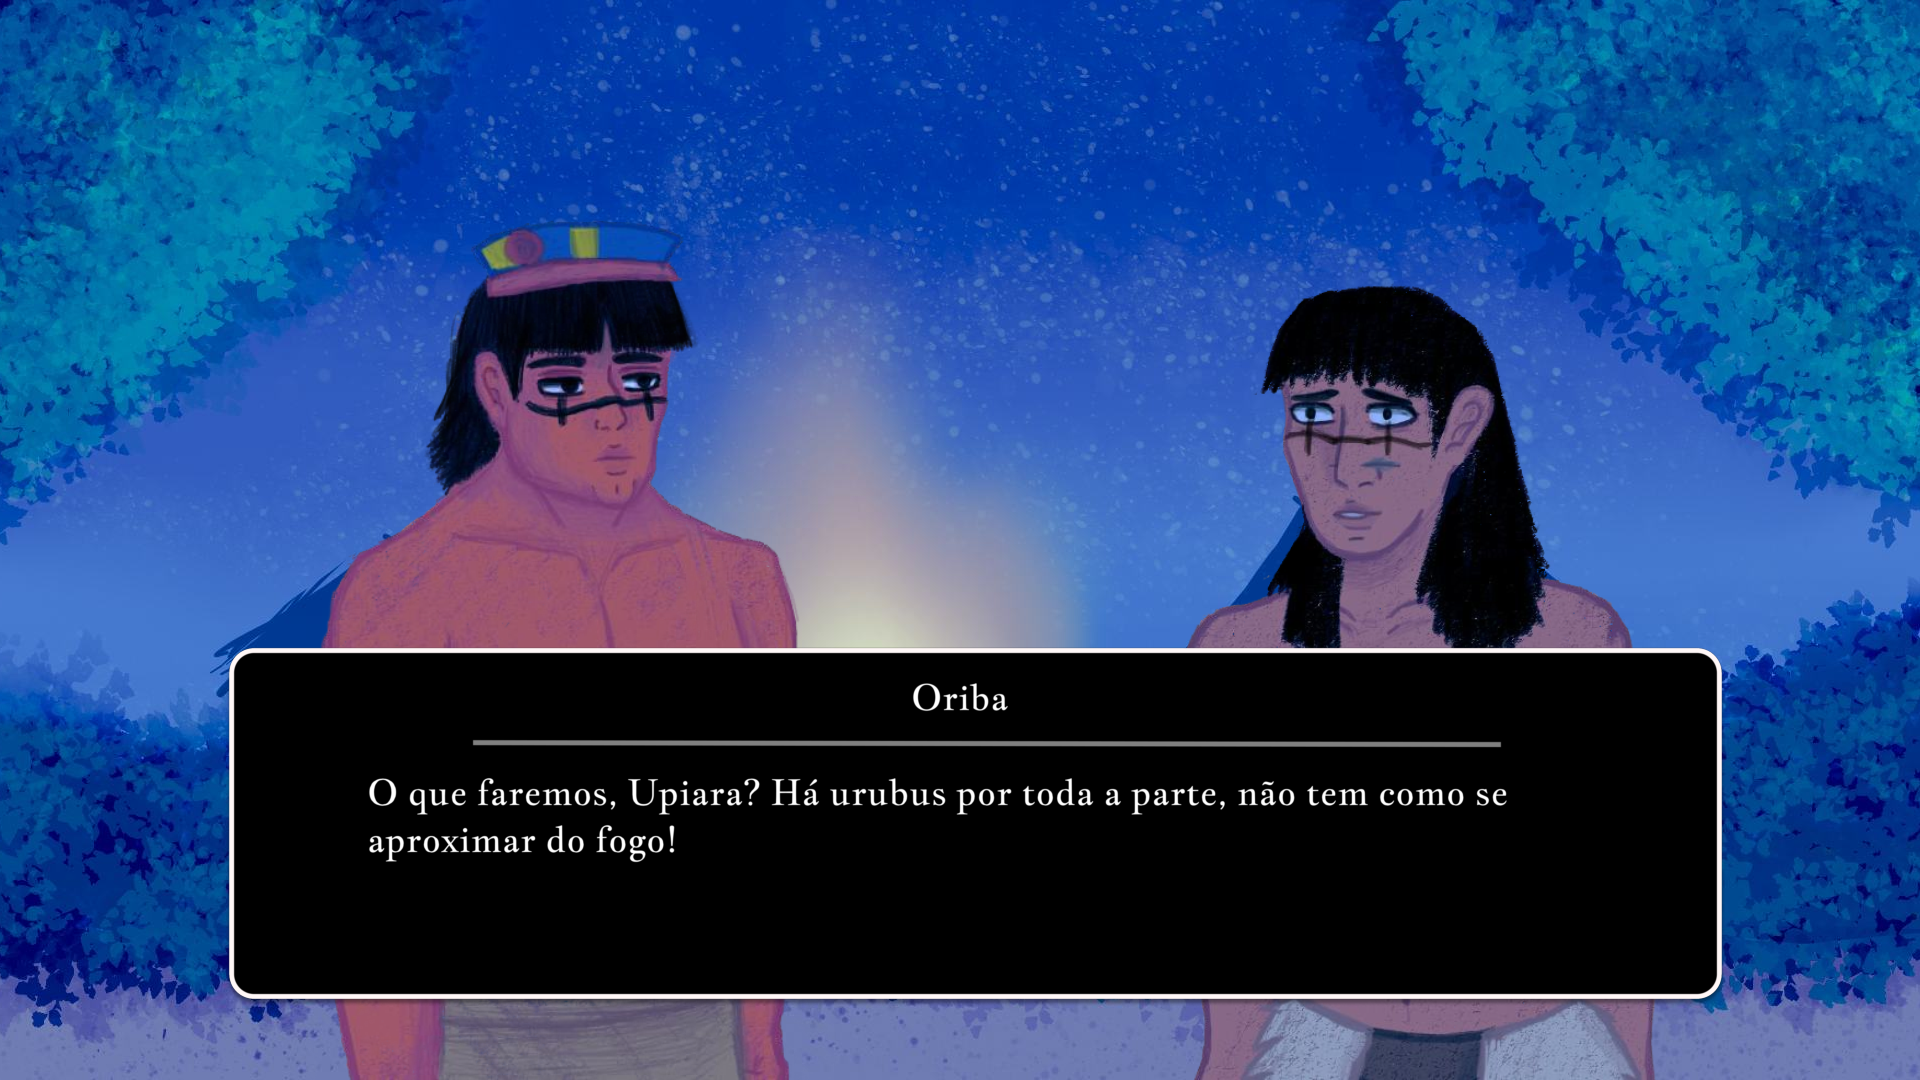 Oriba
O que faremos, Upiara? Há urubus por toda a parte, não tem como se
aproximar do fogo!